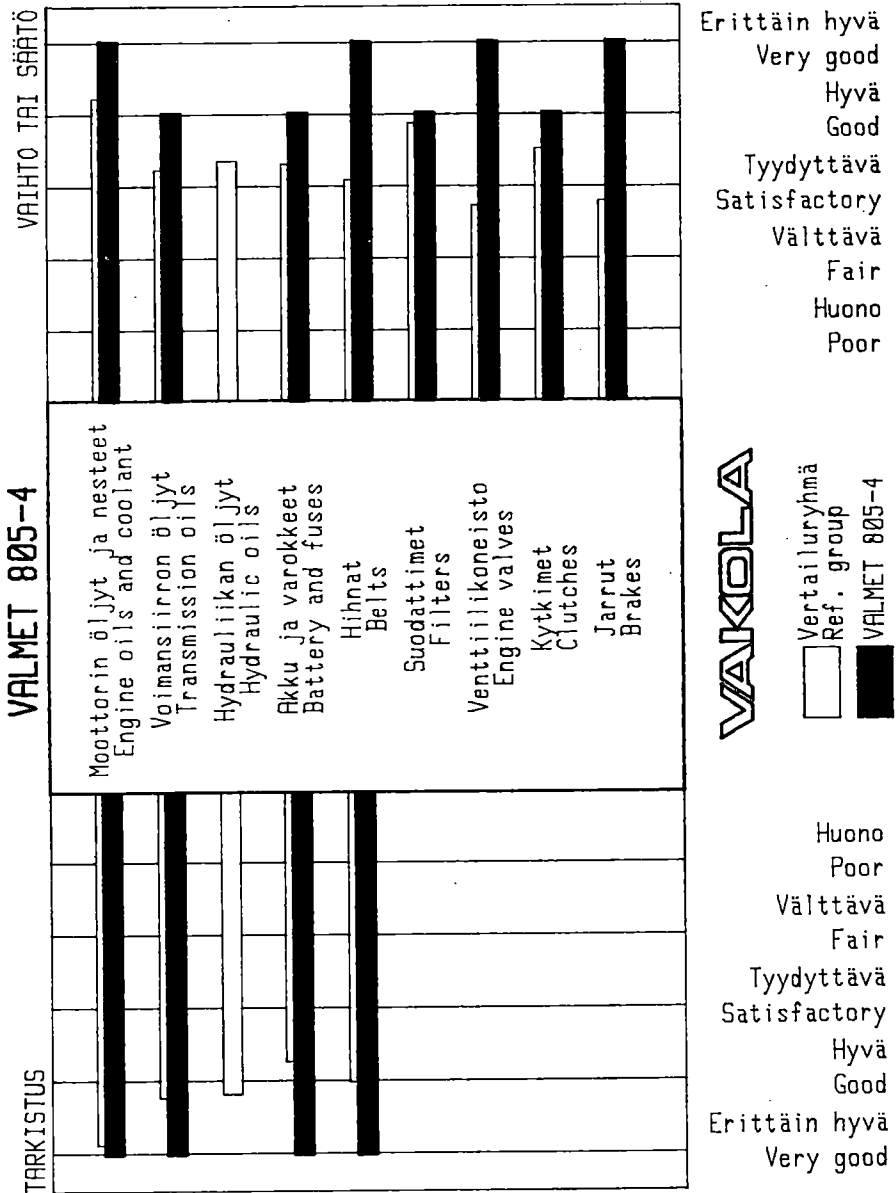 VALMET 805-4
TARKISTUS
VAIHTO TAI SÄÄTÖ
Moottorin öljyt ja nesteet
Engine oils and coolant
Voimansiirron öljyt
Transmission oils
Hydrauliikan öljyt
Hydraulic oils
Akku ja varokkeet
Battery and fuses
Hihnat
Belts
Suodattimet
Filters
Venttiilikoneisto
Engine valves
Kytkimet
Clutches
Jarrut
Brakes
Erittäin hyvä
Very good
Hyvä
Good
Tyydyttävä
Satisfactory
Välttävä
Fair
Huono
Poor
VAKOLA
Vertailuryhmä
Ref. group
VALMET 805-4
Huono
Poor
Välttävä
Fair
Tyydyttävä
Satisfactory
Hyvä
Good
Erittäin hyvä
Very good